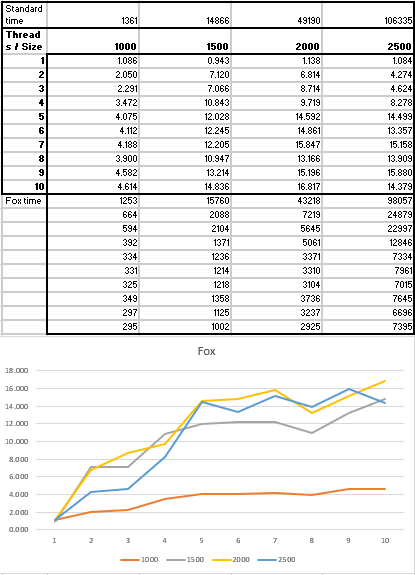 Standard
time 1361 14866 49190 106335
Thread
s / Size 1000 1500 2000 2500
1 1.086 0.943 1.138 1.084
2 2.050 7.120 6.814 4.274
3 2.291 7.066 8.714 4.624
4 3.472 10.843 9.719 8.278
5 4.075 12.028 14.592 14.499
6 4.112 12.245 14.861 13.357
7 4.188 12.205 15.847 15.158
8 3.900 10.947 13.166 13.909
9 4.582 13.214 15.196 15.880
10 4.614 14.836 16.817 14.379
Fox time 1253 15760 43218 98057
664 2088 7219 24879
594 2104 5645 22997
392 1371 5061 12846
334 1236 3371 7334
331 1214 3310 7961
325 1218 3104 7015
349 1358 3736 7645
297 1125 3237 6696
295 1002 2925 7395
Fox
18.000
16.000
14.000
12.000
10.000
8.000
6.000
4.000
2.000
0.000
1 2 3 4 5 6 7 8 9 10
1000 1500 2000 2500